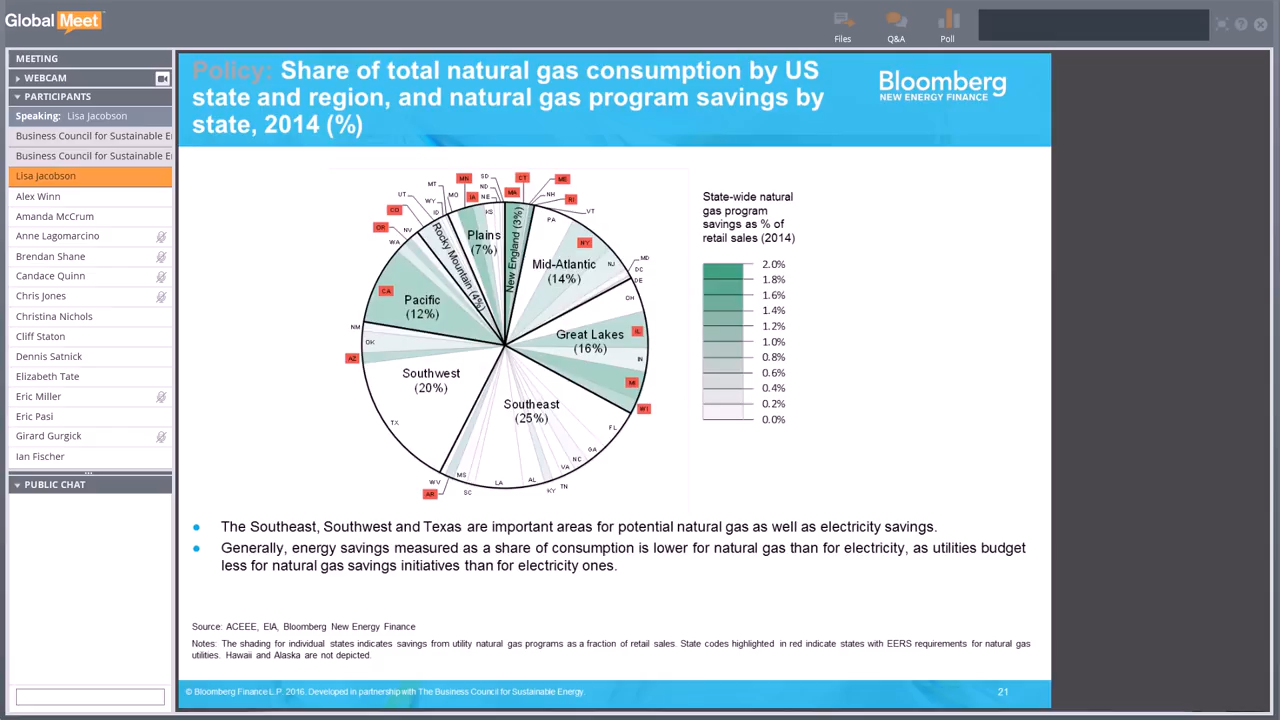 Global Meet
Files
Q&A
Poll
MEETING
WEBCAM
PARTICIPANTS
Speaking: Lisa Jacobson
Business Council for Sustainable E
Business Council for Sustainable E
Lisa Jacobson
Alex Winn
Amanda McCrum
Anne Lagomarcino
Brendan Shane
Candace Quinn
Chris Jones
Christina Nichols
Cliff Staton
Dennis Satnick
Elizabeth Tate
Eric Miller
Eric Pasi
Girard Gurgick
Ian Fischer
PUBLIC CHAT
Policy: Share of total natural gas consumption by US
state and region, and natural gas program savings by
state, 2014 (%)
Bloomberg
NEW ENERGY FINANCE
MN
SD
CT
ME
MT
ND
MA
NH
UT
MO
IA
NE
RI
WY
CO
ID
KS
VT
PA
OR
NV
WA
NY
NJ
MD
DC
DE
OH
CA
NM
OK
AZ
IL
IN
MI
WI
TX
FL
GA
NC
VA
TN
KY
AL
LA
SC
MS
WV
AR
Plains
(7%)
New England (3%)
Mid-Atlantic
(14%)
Rocky Mountain (4%)
Pacific
(12%)
Great Lakes
(16%)
Southwest
(20%)
Southeast
(25%)
State-wide natural
gas program
savings as % of
retail sales (2014)
2.0%
1.8%
1.6%
1.4%
1.2%
1.0%
0.8%
0.6%
0.4%
0.2%
0.0%
The Southeast, Southwest and Texas are important areas for potential natural gas as well as electricity savings.
Generally, energy savings measured as a share of consumption is lower for natural gas than for electricity, as utilities budget
less for natural gas savings initiatives than for electricity ones.
Source: ACEEE, EIA, Bloomberg New Energy Finance
Notes: The shading for individual states indicates savings from utility natural gas programs as a fraction of retail sales. State codes highlighted in red indicate states with EERS requirements for natural gas
utilities. Hawaii and Alaska are not depicted.
© Bloomberg Finance L.P. 2016. Developed in partnership with The Business Council for Sustainable Energy.
21